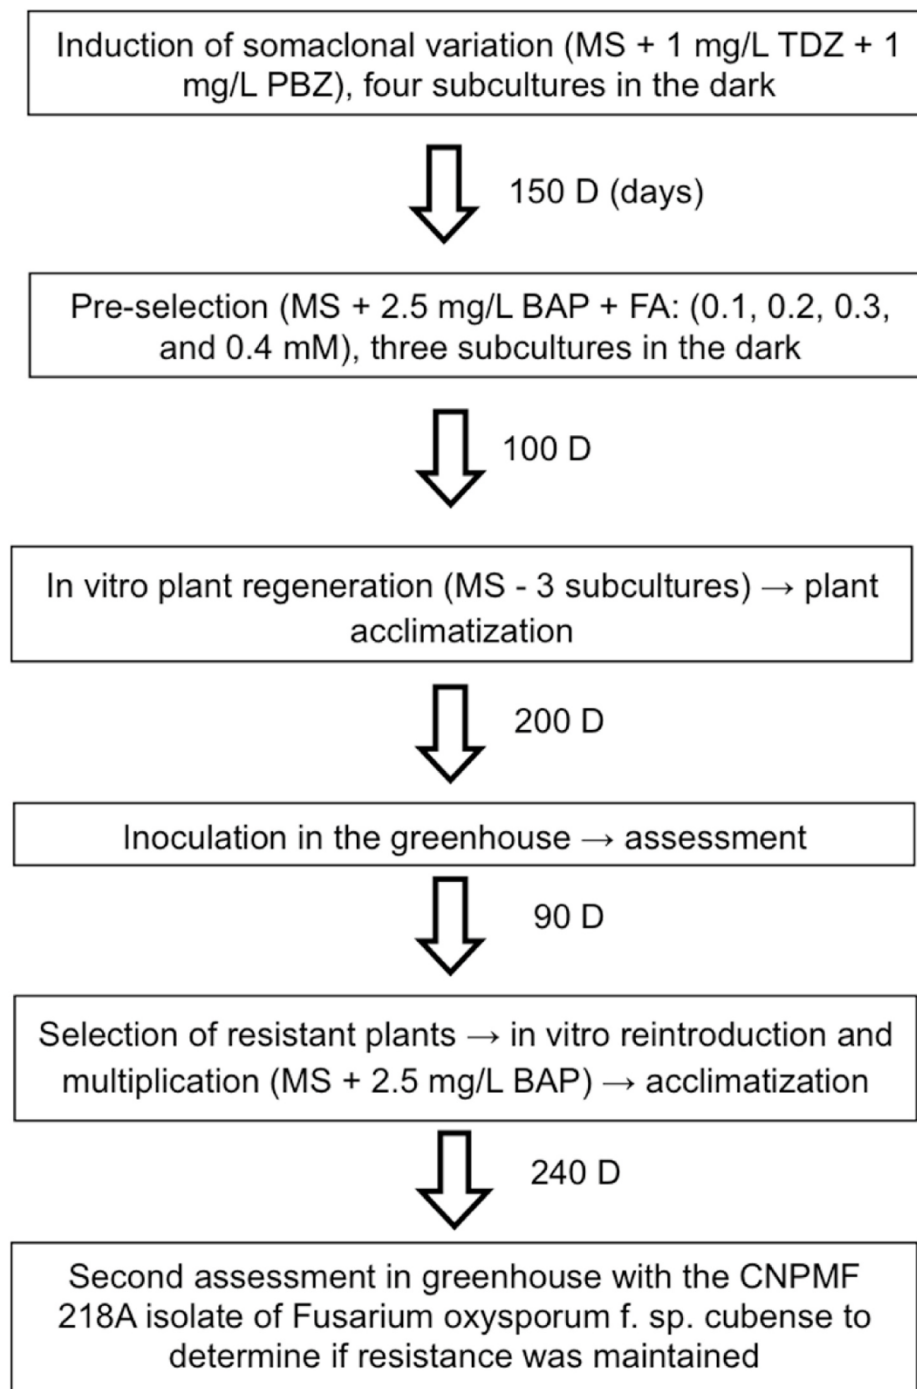 Induction of somaclonal variation (MS + 1 mg/L TDZ + 1
mg/L PBZ), four subcultures in the dark
150 D (days)
Pre-selection (MS + 2.5 mg/L BAP + FA: (0.1, 0.2, 0.3,
and 0.4 mM), three subcultures in the dark
100 D
In vitro plant regeneration (MS - 3 subcultures) → plant
acclimatization
200 D
Inoculation in the greenhouse → assessment
90 D
Selection of resistant plants → in vitro reintroduction and
multiplication (MS + 2.5 mg/L BAP) → acclimatization
240 D
Second assessment in greenhouse with the CNPMF
218A isolate of Fusarium oxysporum f. sp. cubense to
determine if resistance was maintained